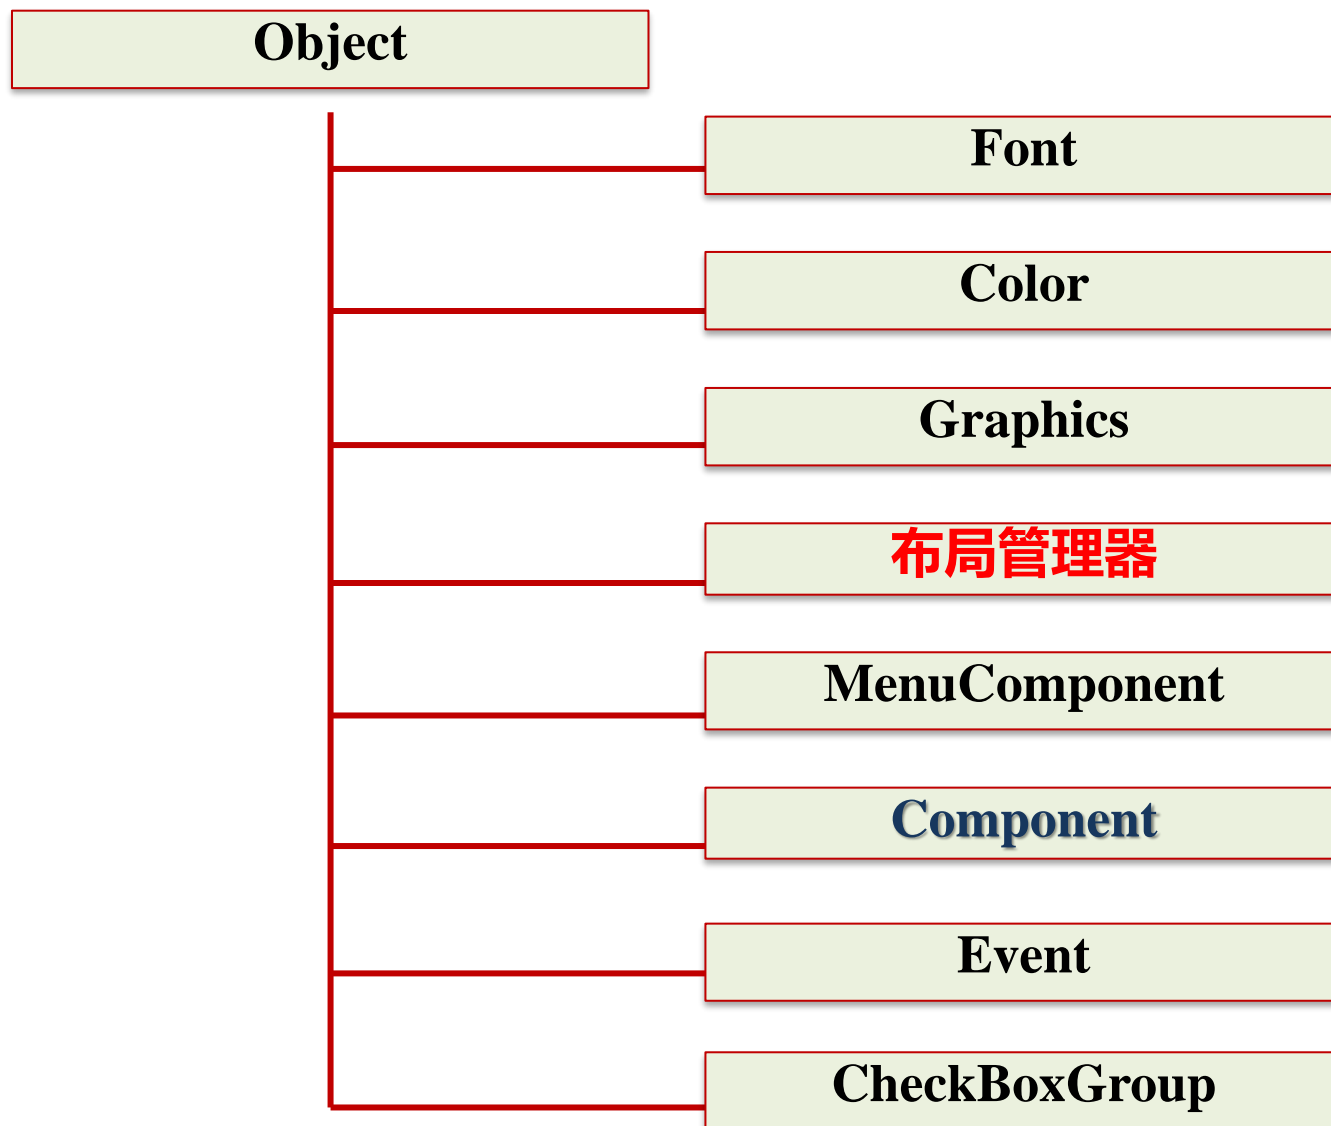 Object
Font
Color
Graphics
布局管理器
MenuComponent
Component
Event
CheckBoxGroup